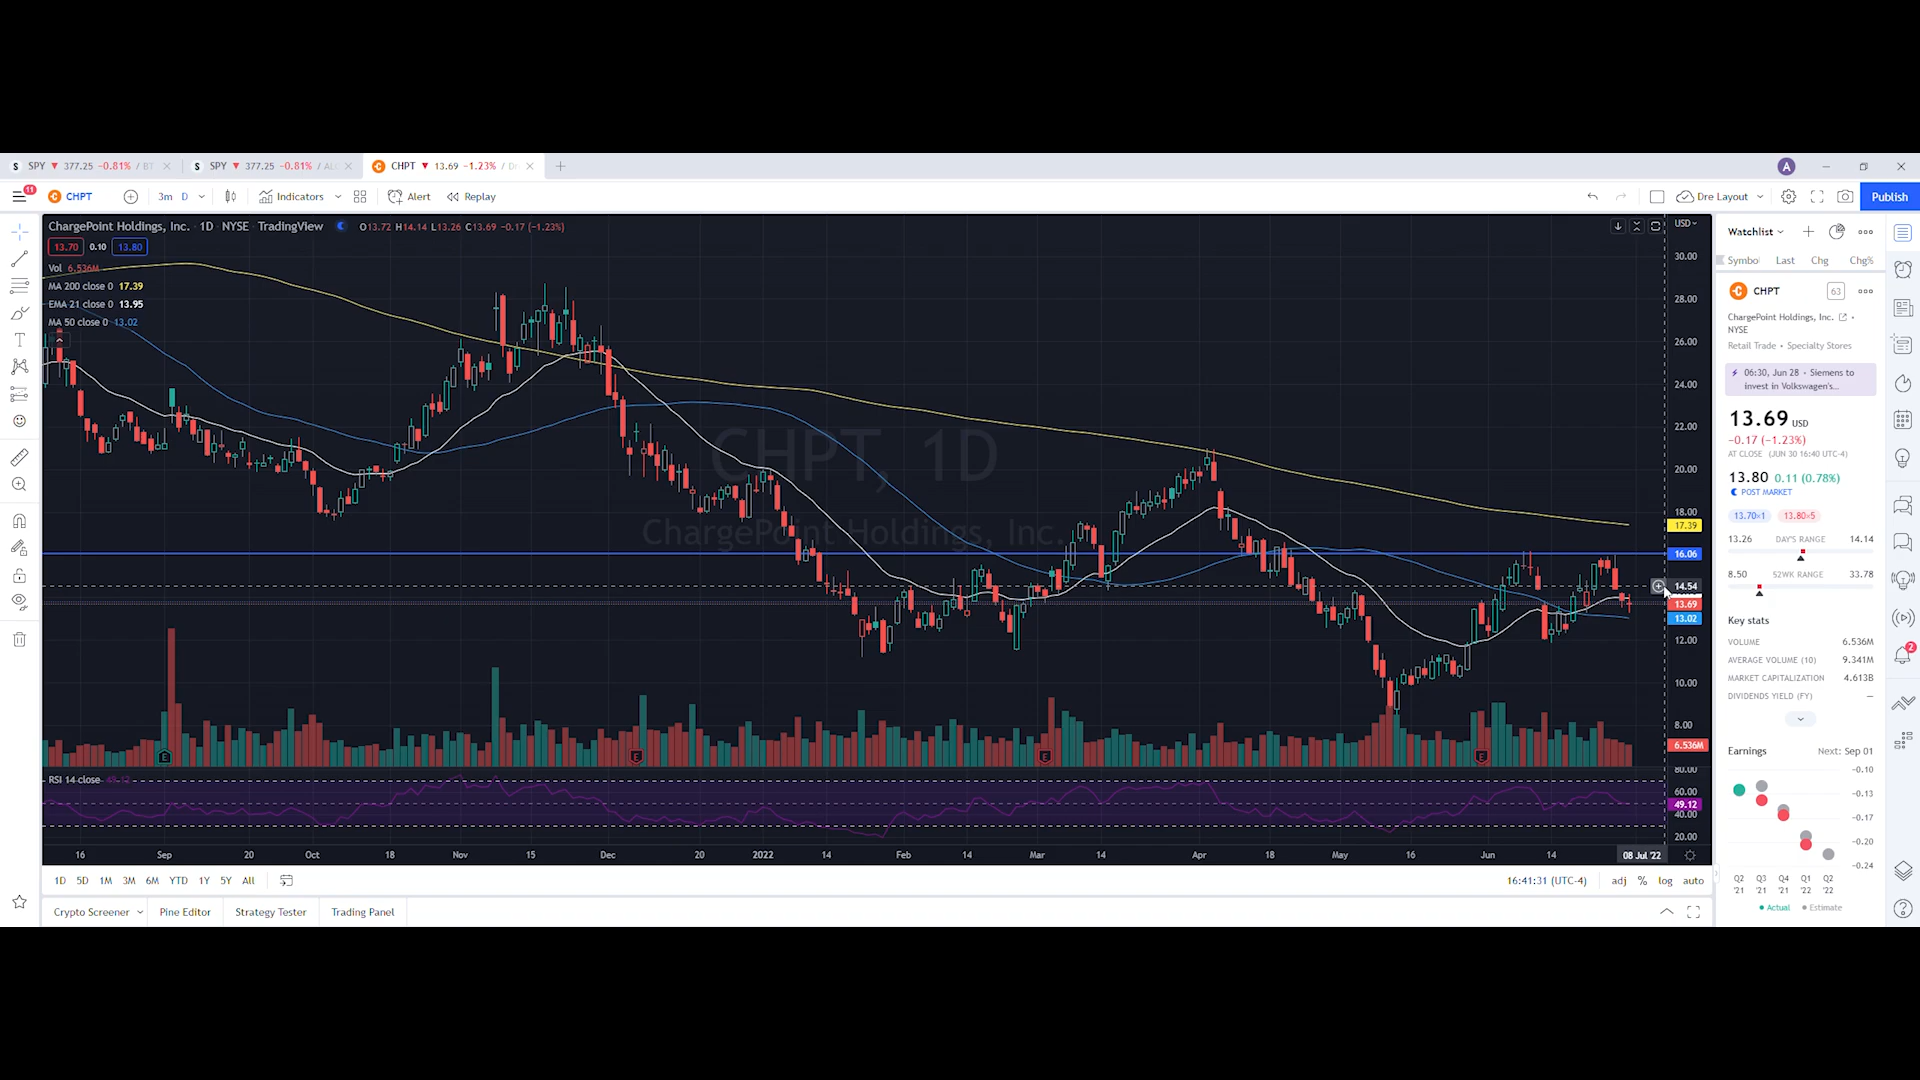 SPY 377.25 -0.81% / BT
SPY 377.25 -0.81% / AL
CHPT 13.69 -1.23% / D
A
11
CHPT 3m D Indicators Alert Replay Dre Layout Publish
ChargePoint Holdings, Inc. · 1D · NYSE · TradingView O13.72 H14.14 L13.26 C13.69 -0.17 (-1.23%)
13.70 0.10 13.80
Vol 6.536M
MA 200 close 0 17.39
EMA 21 close 0 13.95
MA 50 close 0 13.02
CHPT, 1D
ChargePoint Holdings, Inc.
USD
30.00
28.00
26.00
24.00
22.00
20.00
18.00
17.39
16.06
14.54
13.69
13.02
12.00
10.00
8.00
6.536M
E E E E
RSI 14 close 49.12
80.00
60.00
49.12
40.00
20.00
16 Sep 20 Oct 18 Nov 15 Dec 20 2022 14 Feb 14 Mar 14 Apr 18 May 16 Jun 14 08 Jul '22
1D 5D 1M 3M 6M YTD 1Y 5Y All
16:41:31 (UTC-4) adj % log auto
Crypto Screener Pine Editor Strategy Tester Trading Panel
Watchlist
Symbol Last Chg Chg%
CHPT 63
ChargePoint Holdings, Inc. ·
NYSE
Retail Trade · Specialty Stores
06:30, Jun 28 · Siemens to
invest in Volkswagen's...
13.69 USD
-0.17 (-1.23%)
AT CLOSE (JUN 30 16:40 UTC-4)
13.80 0.11 (0.78%)
POST MARKET
13.70×1 13.80×5
13.26 DAY'S RANGE 14.14
8.50 52WK RANGE 33.78
Key stats
VOLUME 6.536M
AVERAGE VOLUME (10) 9.341M
MARKET CAPITALIZATION 4.613B
DIVIDENDS YIELD (FY) —
Earnings Next: Sep 01
-0.10
-0.13
-0.17
-0.20
-0.24
Q2 Q3 Q4 Q1 Q2
'21 '21 '21 '22 '22
Actual Estimate
2